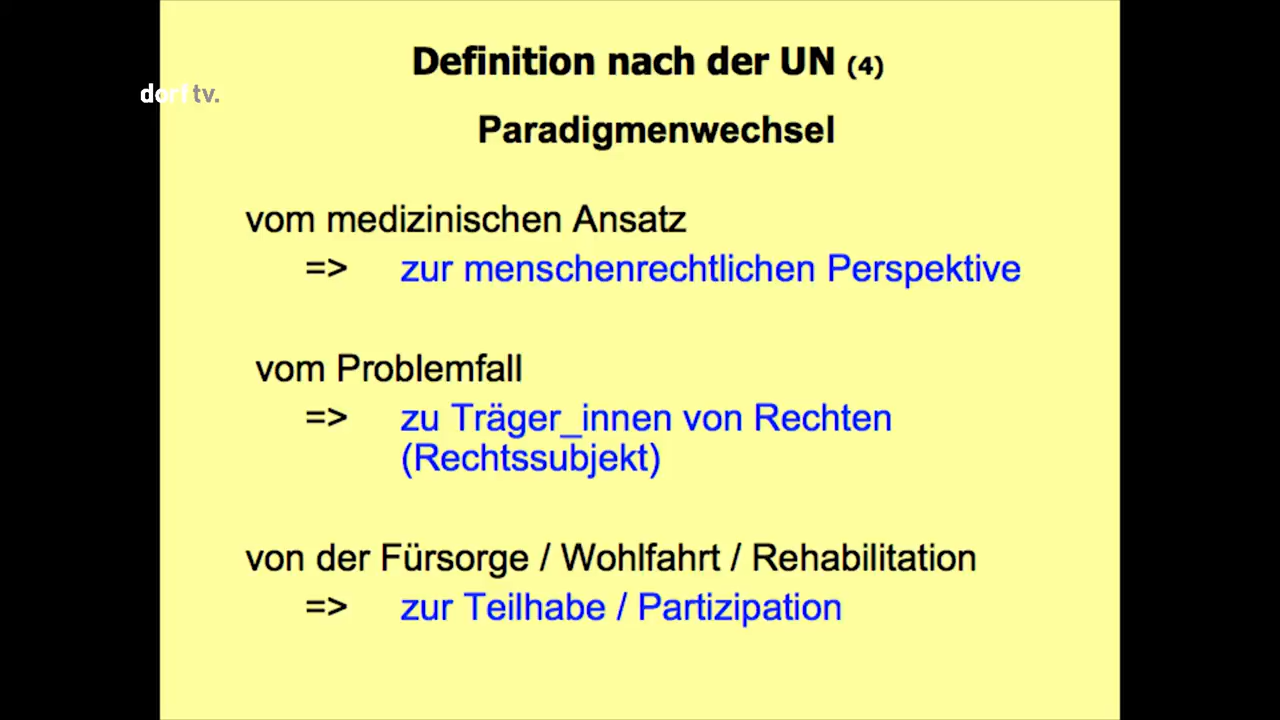 Definition nach der UN (4)
dorf tv.
Paradigmenwechsel
vom medizinischen Ansatz
=> zur menschenrechtlichen Perspektive
vom Problemfall
=> zu Träger_innen von Rechten
(Rechtssubjekt)
von der Fürsorge / Wohlfahrt / Rehabilitation
=> zur Teilhabe / Partizipation